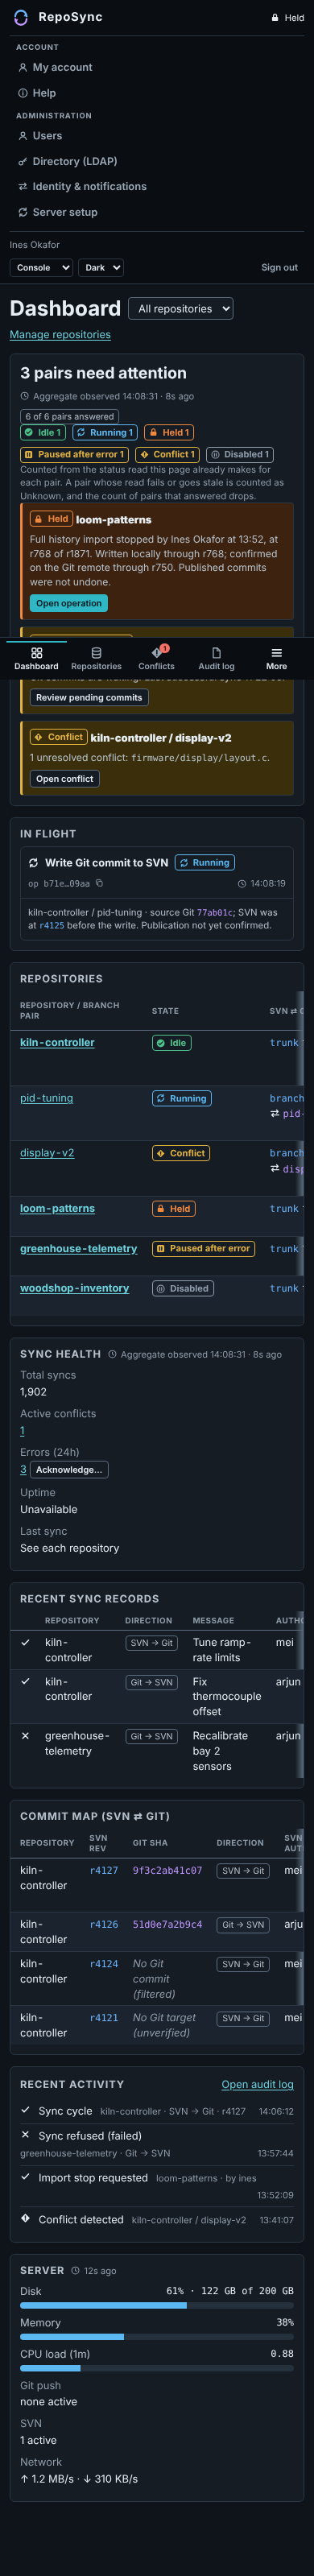 RepoSync
Held
ACCOUNT
My account
Help
ADMINISTRATION
Users
Directory (LDAP)
Identity & notifications
Server setup
Ines Okafor
Console
Dark
Sign out
Dashboard
All repositories
Manage repositories
3 pairs need attention
Aggregate observed 14:08:31 · 8s ago
6 of 6 pairs answered
Idle 1
Running 1
Held 1
Paused after error 1
Conflict 1
Disabled 1
Counted from the status read this page already makes for
each pair. A pair whose read fails or goes stale is counted as
Unknown, and the count of pairs that answered drops.
Held
loom-patterns
Full history import stopped by Ines Okafor at 13:52, at
r768 of r1871. Written locally through r768; confirmed
on the Git remote through r750. Published commits
were not undone.
Open operation
Dashboard
Repositories
1
Conflicts
Audit log
More
Review pending commits
Conflict
kiln-controller / display-v2
1 unresolved conflict: firmware/display/layout.c.
Open conflict
IN FLIGHT
Write Git commit to SVN
Running
op b71e…09aa
14:08:19
kiln-controller / pid-tuning · source Git 77ab01c; SVN was
at r4125 before the write. Publication not yet confirmed.
REPOSITORIES
REPOSITORY / BRANCH
PAIR
STATE
SVN ⇄
kiln-controller
Idle
trunk
pid-tuning
Running
branch
⇄ pid-
display-v2
Conflict
branch
⇄ disp
loom-patterns
Held
trunk
greenhouse-telemetry
Paused after error
trunk
woodshop-inventory
Disabled
trunk
SYNC HEALTH
Aggregate observed 14:08:31 · 8s ago
Total syncs
1,902
Active conflicts
1
Errors (24h)
3
Acknowledge…
Uptime
Unavailable
Last sync
See each repository
RECENT SYNC RECORDS
REPOSITORY
DIRECTION
MESSAGE
AUTHO
kiln-
controller
SVN → Git
Tune ramp-
rate limits
mei
kiln-
controller
Git → SVN
Fix
thermocouple
offset
arjun
greenhouse-
telemetry
Git → SVN
Recalibrate
bay 2
sensors
arjun
COMMIT MAP (SVN ⇄ GIT)
REPOSITORY
SVN
REV
GIT SHA
DIRECTION
SVN
AUT
kiln-
controller
r4127
9f3c2ab41c07
SVN → Git
mei
kiln-
controller
r4126
51d0e7a2b9c4
Git → SVN
arju
kiln-
controller
r4124
No Git
commit
(filtered)
SVN → Git
mei
kiln-
controller
r4121
No Git target
(unverified)
SVN → Git
mei
RECENT ACTIVITY
Open audit log
Sync cycle
kiln-controller · SVN → Git · r4127
14:06:12
Sync refused (failed)
greenhouse-telemetry · Git → SVN
13:57:44
Import stop requested
loom-patterns · by ines
13:52:09
Conflict detected
kiln-controller / display-v2
13:41:07
SERVER
12s ago
Disk
61% · 122 GB of 200 GB
Memory
38%
CPU load (1m)
0.88
Git push
none active
SVN
1 active
Network
↑ 1.2 MB/s · ↓ 310 KB/s